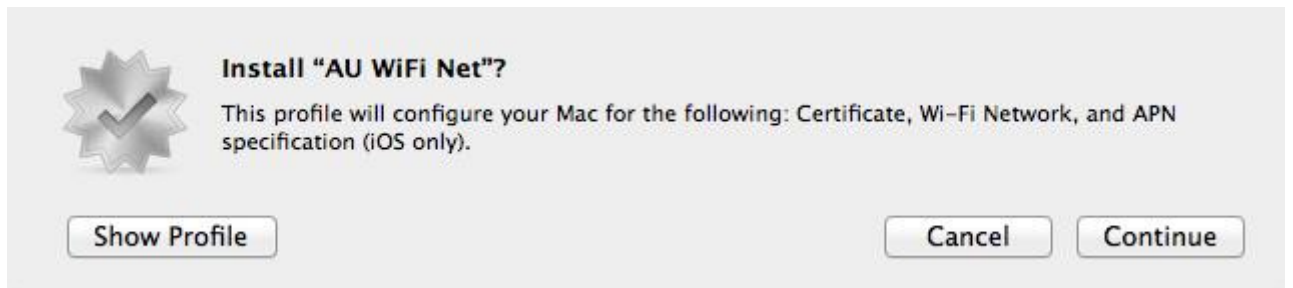 Install “AU WiFi Net”?
This profile will configure your Mac for the following: Certificate, Wi-Fi Network, and APN
specification (iOS only).
Show Profile
Cancel
Continue